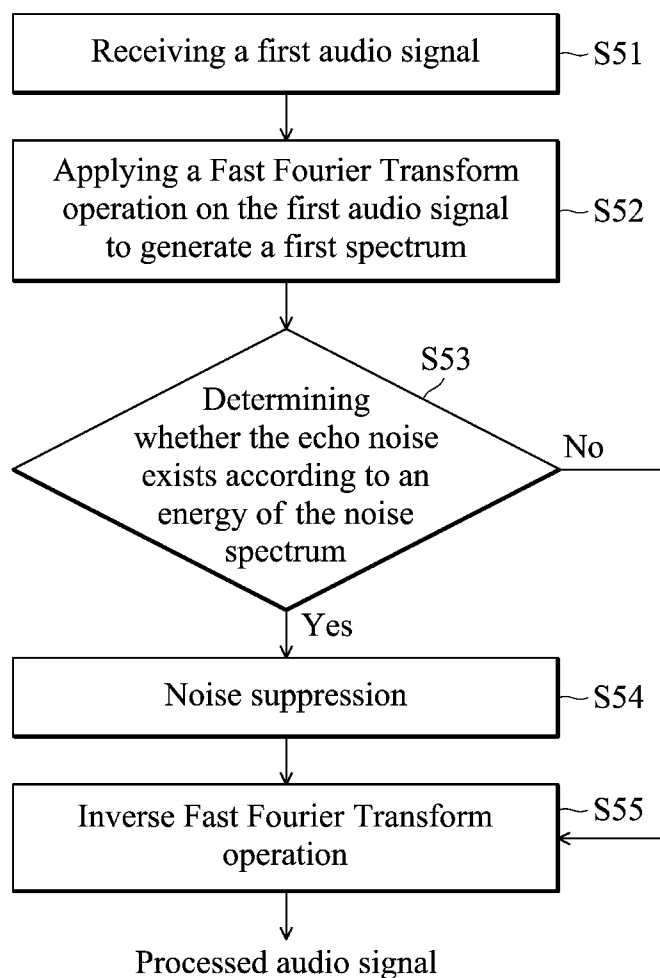 Receiving a first audio signal
S51
Applying a Fast Fourier Transform
operation on the first audio signal
to generate a first spectrum
S52
S53
Determining
whether the echo noise
exists according to an
energy of the noise
spectrum
No
Yes
Noise suppression
S54
Inverse Fast Fourier Transform
operation
S55
Processed audio signal